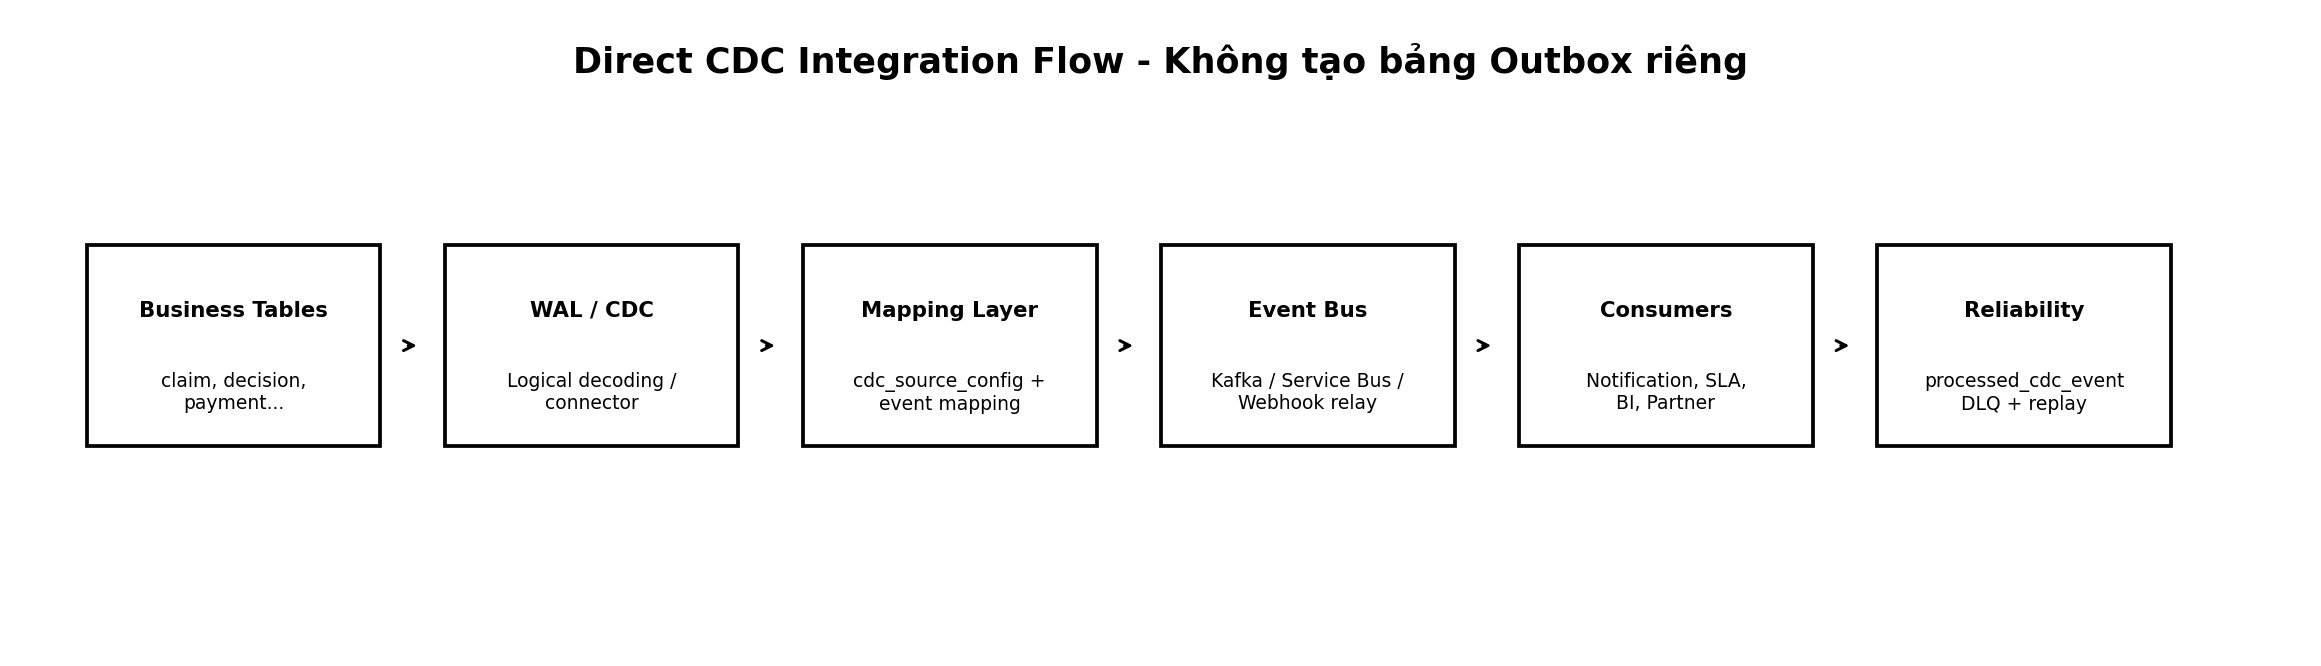 Direct CDC Integration Flow - Không tạo bảng Outbox riêng
Business Tables
claim, decision,
payment...
WAL / CDC
Logical decoding /
connector
Mapping Layer
cdc_source_config +
event mapping
Event Bus
Kafka / Service Bus /
Webhook relay
Consumers
Notification, SLA,
BI, Partner
Reliability
processed_cdc_event
DLQ + replay